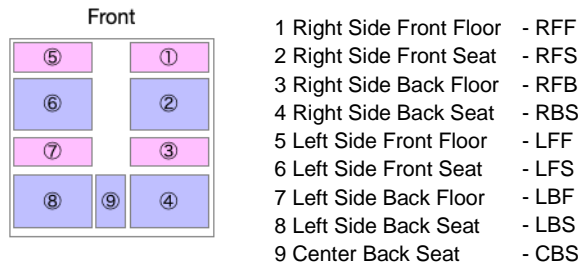 Front
⑤ ①
⑥ ②
⑦ ③
⑧ ⑨ ④
1 Right Side Front Floor - RFF
2 Right Side Front Seat - RFS
3 Right Side Back Floor - RFB
4 Right Side Back Seat - RBS
5 Left Side Front Floor - LFF
6 Left Side Front Seat - LFS
7 Left Side Back Floor - LBF
8 Left Side Back Seat - LBS
9 Center Back Seat - CBS